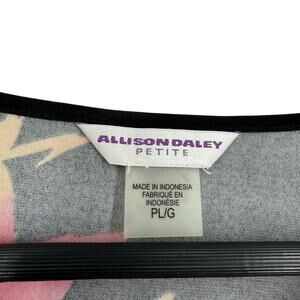 ALLISON DALEY
PETITE
MADE IN INDONESIA
FABRIQUÉ EN
INDONÉSIE
PL/G